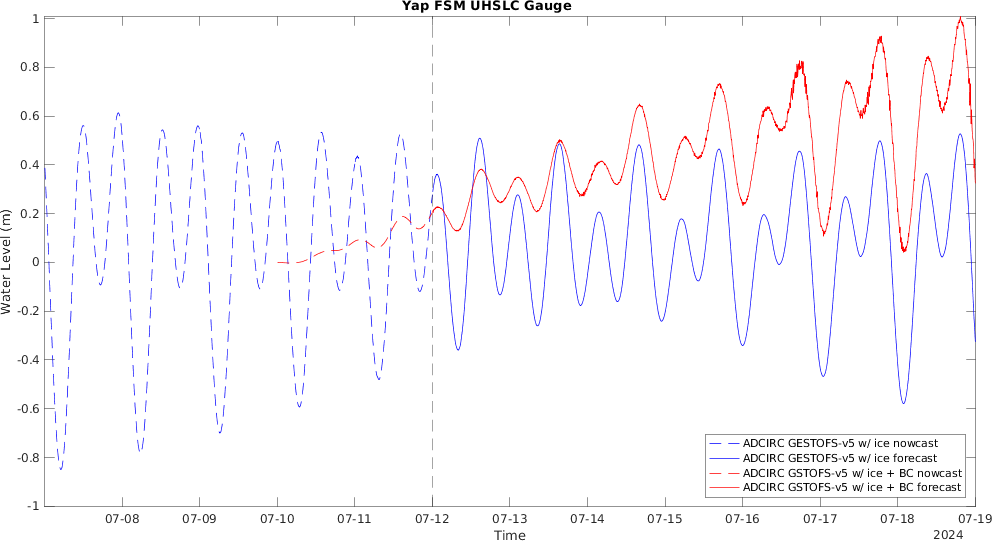 Yap FSM UHSLC Gauge
1
0.8
0.6
0.4
0.2
0
-0.2
-0.4
-0.6
-0.8
-1
Water Level (m)
ADCIRC GESTOFS-v5 w/ ice nowcast
ADCIRC GESTOFS-v5 w/ ice forecast
ADCIRC GSTOFS-v5 w/ ice + BC nowcast
ADCIRC GSTOFS-v5 w/ ice + BC forecast
07-08 07-09 07-10 07-11 07-12 07-13 07-14 07-15 07-16 07-17 07-18 07-19
Time
2024